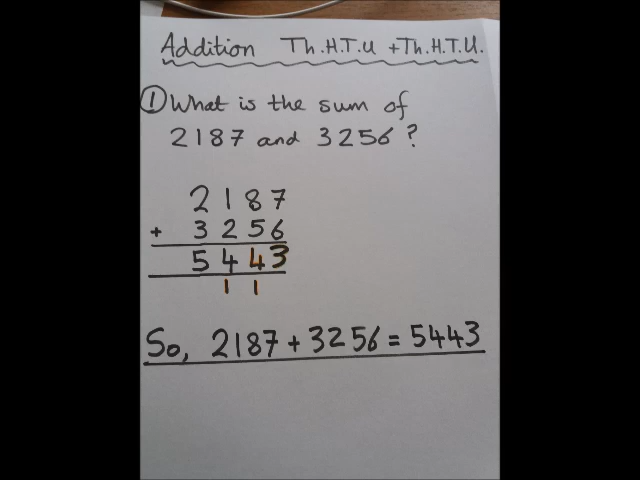 Addition Th.H.T.U + Th.H.T.U.
① What is the sum of
2187 and 3256?
2187
+ 3256
5443
1 1
So, 2187 + 3256 = 5443